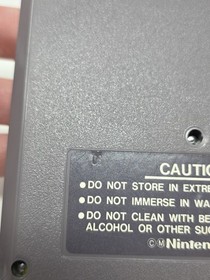 CAUTIO
•DO NOT STORE IN EXTRE
•DO NOT IMMERSE IN WA
•DO NOT CLEAN WITH BE
ALCOHOL OR OTHER SU
ⒸⓂNinten